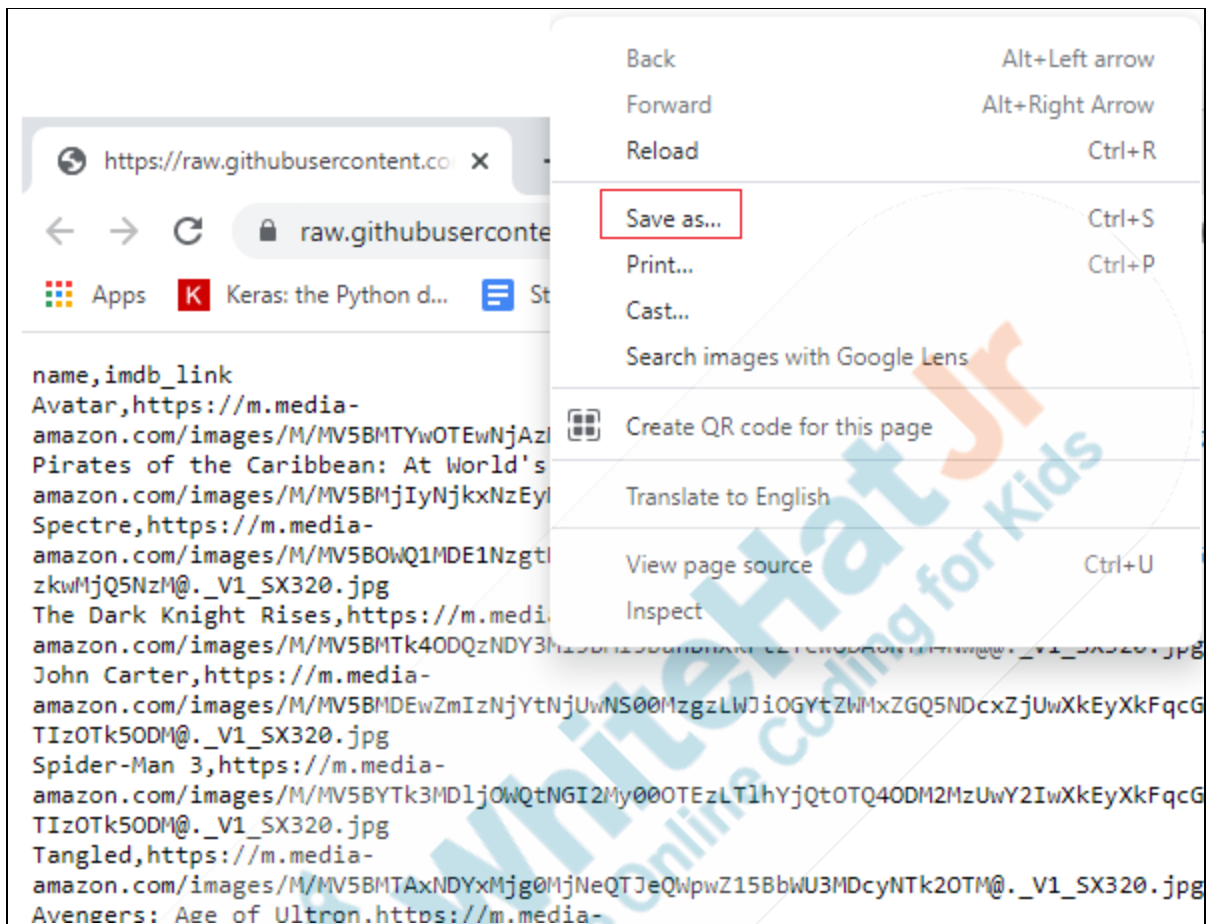 Back Alt+Left arrow
Forward Alt+Right Arrow
Reload Ctrl+R
Save as... Ctrl+S
Print... Ctrl+P
Cast...
Search images with Google Lens
Create QR code for this page
Translate to English
View page source Ctrl+U
Inspect
https://raw.githubusercontent.co
raw.githubuserconte
Apps K Keras: the Python d... St
name,imdb_link
Avatar,https://m.media-
amazon.com/images/M/MV5BMTYwOTEwNjAz
Pirates of the Caribbean: At World's
amazon.com/images/M/MV5BMjIyNjkxNzEy
Spectre,https://m.media-
amazon.com/images/M/MV5BOWQ1MDE1Nzgt
zkwMjQ5NzM@._V1_SX320.jpg
The Dark Knight Rises,https://m.medi
amazon.com/images/M/MV5BMTk4ODQzNDY3
John Carter,https://m.media-
amazon.com/images/M/MV5BMDEwZmIzNjYtNjUwNS00MzgzLWJiOGYtZWMxZGQ5NDcxZjUwXkEyXkFqcG
TIzOTk5ODM@._V1_SX320.jpg
Spider-Man 3,https://m.media-
amazon.com/images/M/MV5BYTk3MDljOWQtNGI2My00OTEzLTlhYjQtOTQ4ODM2MzUwY2IwXkEyXkFqcG
TIzOTk5ODM@._V1_SX320.jpg
Tangled,https://m.media-
amazon.com/images/M/MV5BMTAxNDYxMjg0MjNeQTJeQWpwZ15BbWU3MDcyNTk2OTM@._V1_SX320.jpg
Avengers: Age of Ultron,https://m.media-
WhiteHat Jr
Online Coding for Kids